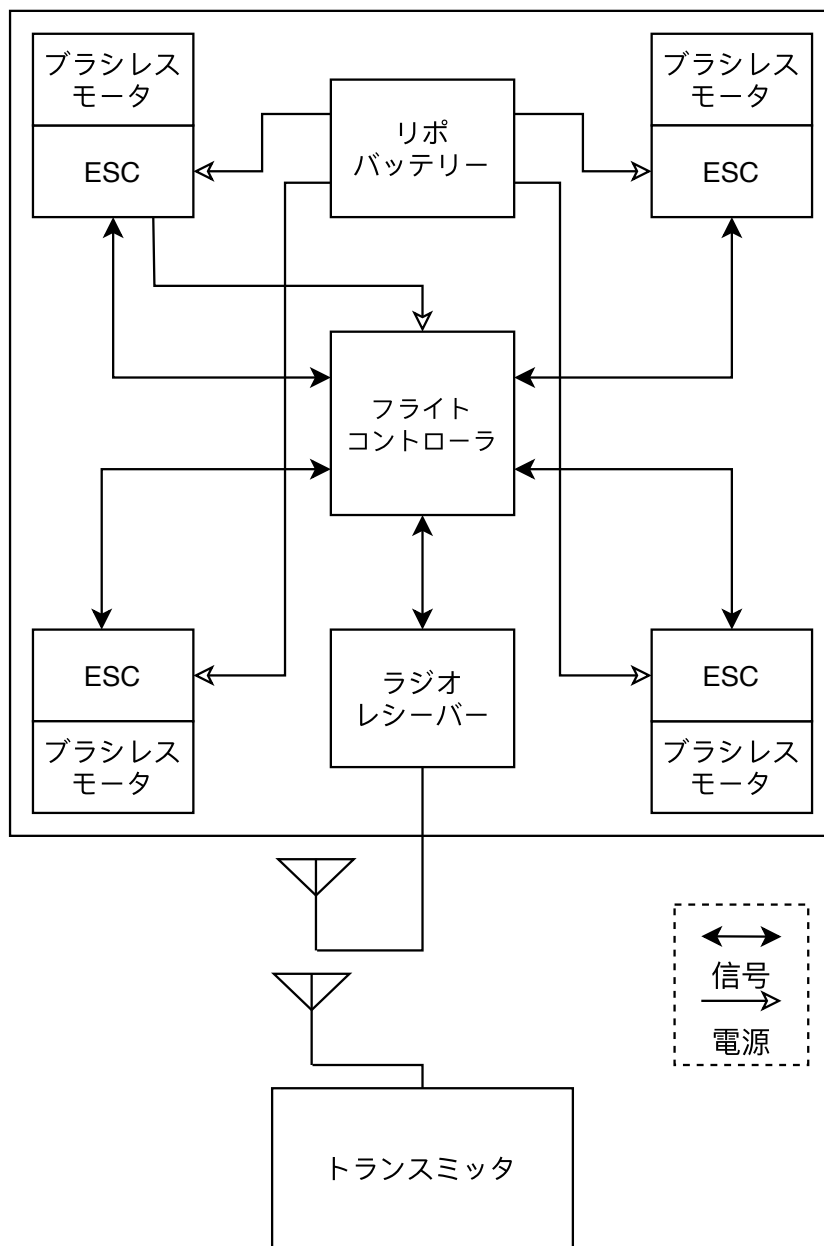 ブラシレス
モータ
ESC
リポ
バッテリー
ブラシレス
モータ
ESC
フライト
コントローラ
ESC
ブラシレス
モータ
ラジオ
レシーバー
ESC
ブラシレス
モータ
信号
電源
トランスミッタ